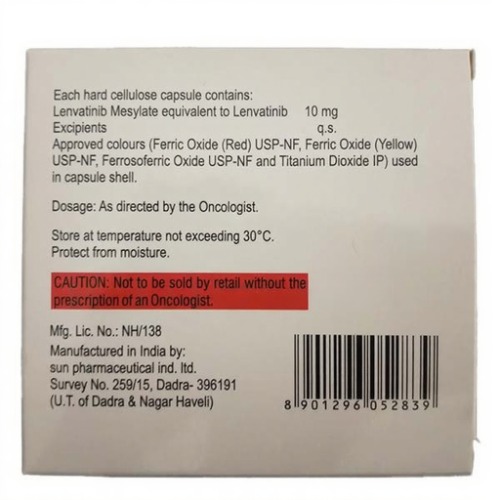 Each hard cellulose capsule contains:
Lenvatinib Mesylate equivalent to Lenvatinib 10 mg
Excipients q.s.
Approved colours (Ferric Oxide (Red) USP-NF, Ferric Oxide (Yellow)
USP-NF, Ferrosoferric Oxide USP-NF and Titanium Dioxide IP) used
in capsule shell.
Dosage: As directed by the Oncologist.
Store at temperature not exceeding 30°C.
Protect from moisture.
CAUTION: Not to be sold by retail without the
prescription of an Oncologist.
Mfg. Lic. No.: NH/138
Manufactured in India by:
sun pharmaceutical ind. ltd.
Survey No. 259/15, Dadra- 396191
(U.T. of Dadra & Nagar Haveli)
8 901296 052839